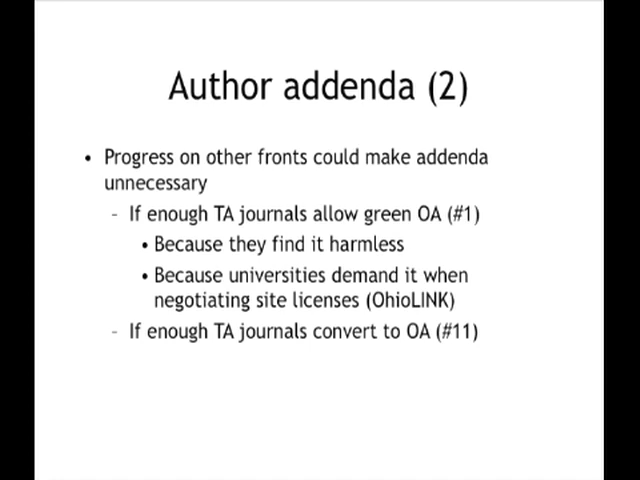 Author addenda (2)
• Progress on other fronts could make addenda
unnecessary
– If enough TA journals allow green OA (#1)
• Because they find it harmless
• Because universities demand it when
negotiating site licenses (OhioLINK)
– If enough TA journals convert to OA (#11)